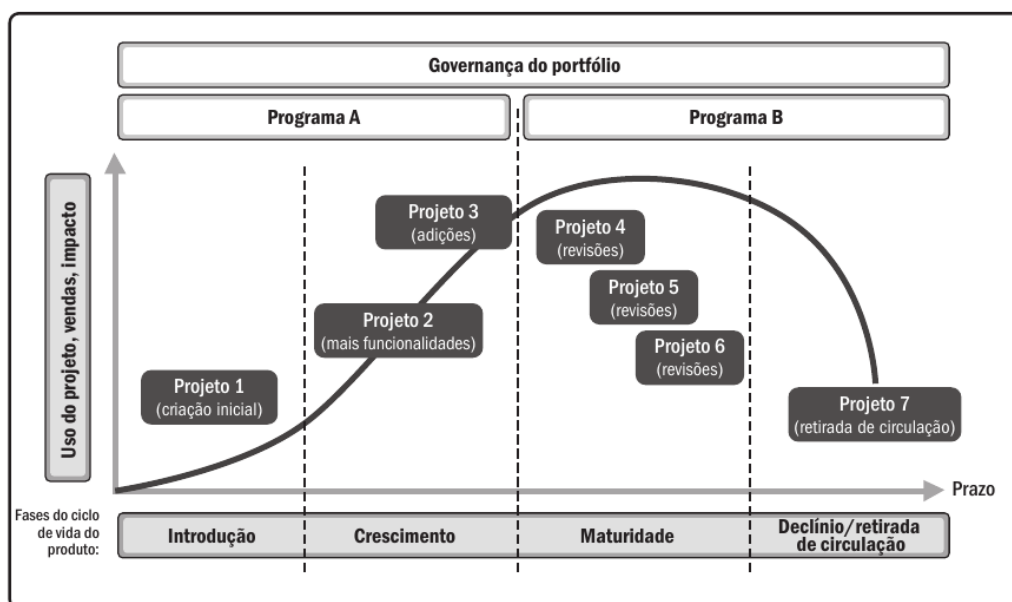 Governança do portfólio
Programa A
Programa B
Uso do projeto, vendas, impacto
Projeto 1
(criação inicial)
Projeto 2
(mais funcionalidades)
Projeto 3
(adições)
Projeto 4
(revisões)
Projeto 5
(revisões)
Projeto 6
(revisões)
Projeto 7
(retirada de circulação)
Prazo
Fases do ciclo
de vida do
produto:
Introdução
Crescimento
Maturidade
Declínio/retirada
de circulação